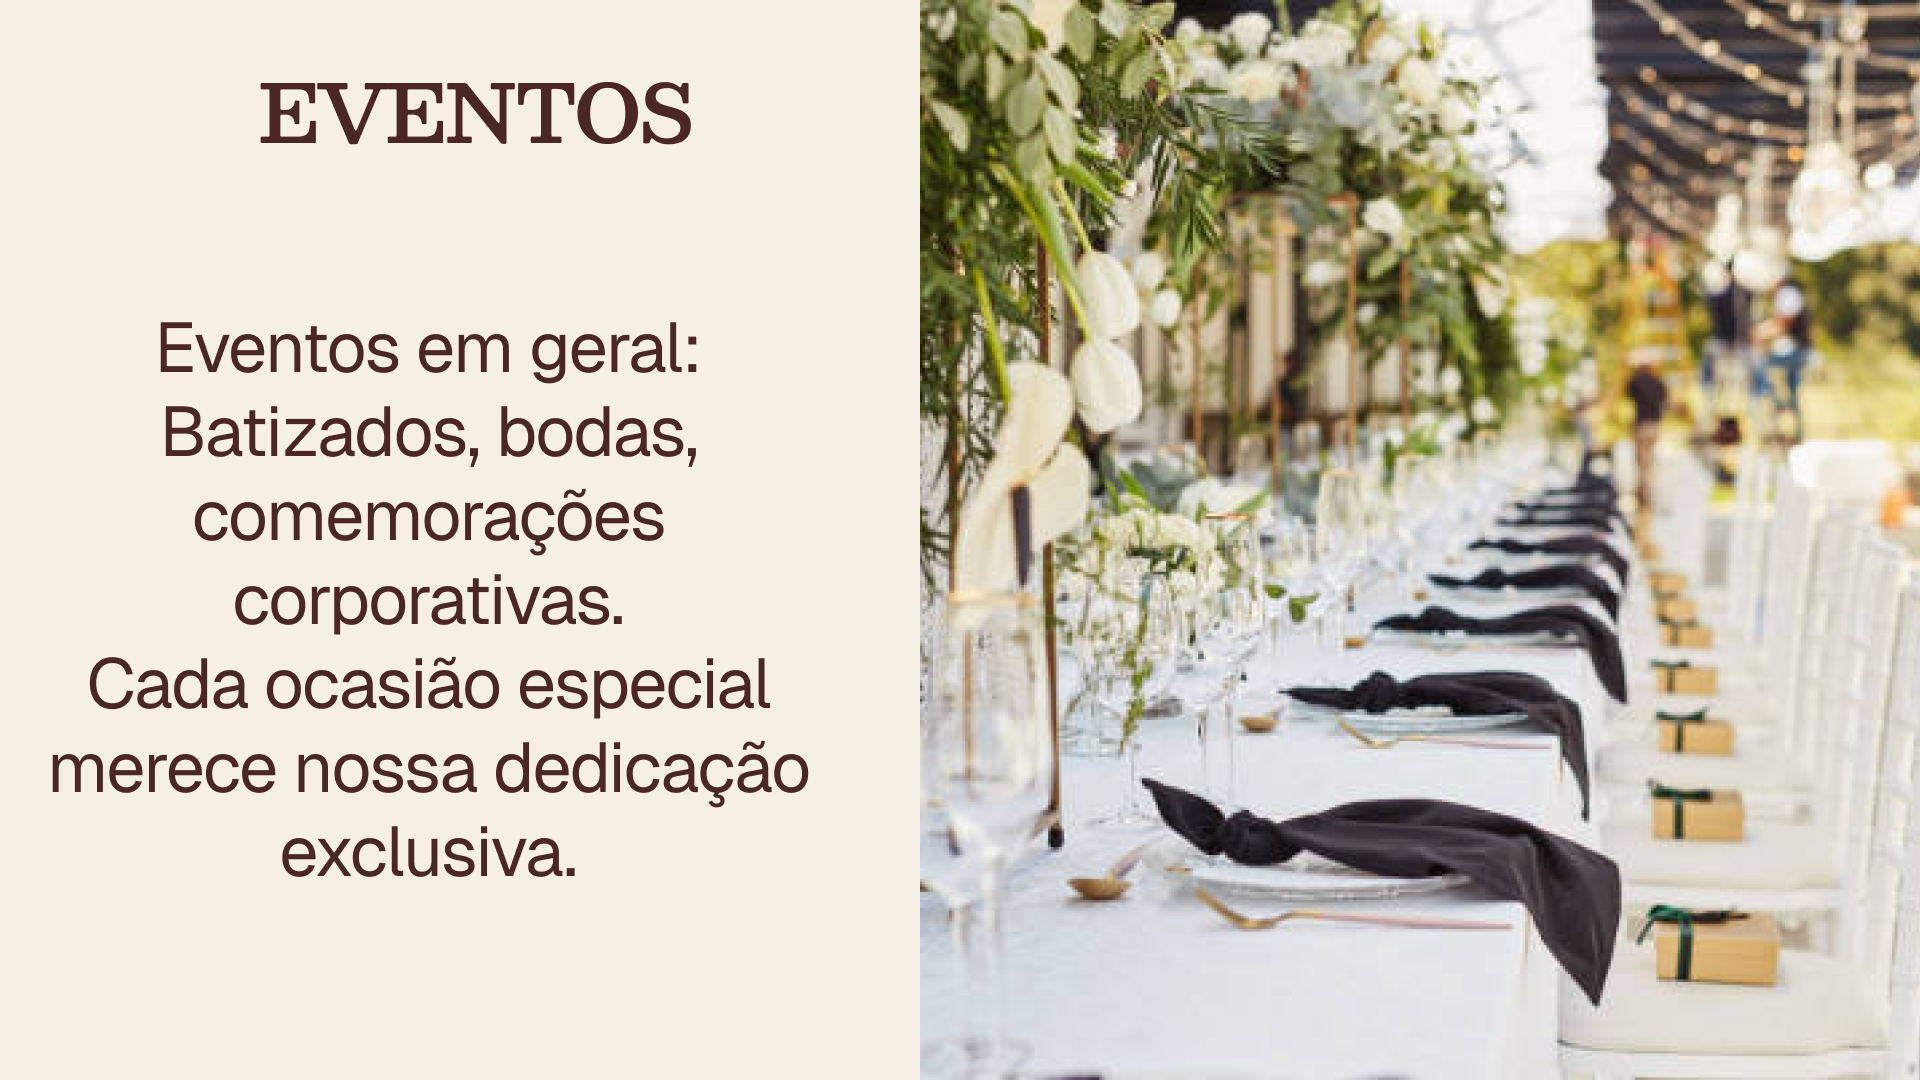 EVENTOS
Eventos em geral:
Batizados, bodas,
comemorações
corporativas.
Cada ocasião especial
merece nossa dedicação
exclusiva.